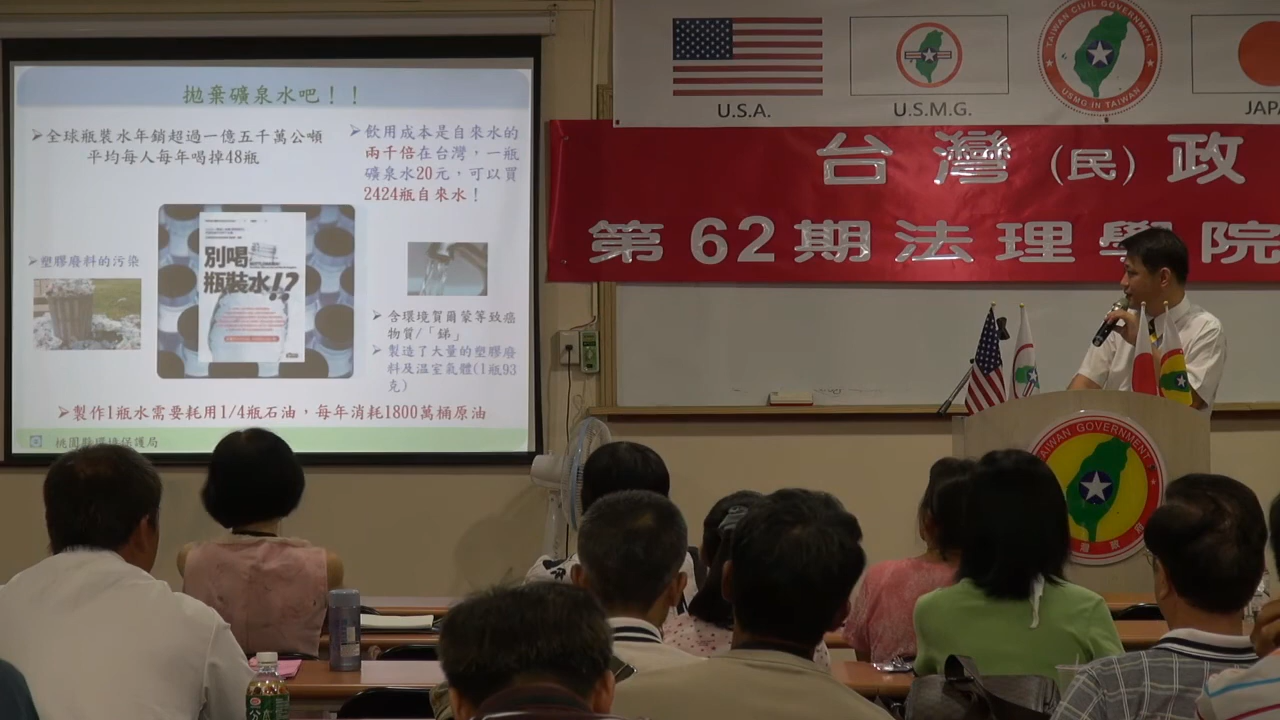 拋棄礦泉水吧！！
➢全球瓶裝水年銷超過一億五千萬公噸
平均每人每年喝掉48瓶
➢飲用成本是自來水的
兩千倍在台灣，一瓶
礦泉水20元，可以買
2424瓶自來水！
➢塑膠廢料的污染
別喝
瓶裝水!?
➢含環境賀爾蒙等致癌
物質/「銻」
➢製造了大量的塑膠廢
料及溫室氣體(1瓶93
克)
➢製作1瓶水需要耗用1/4瓶石油，每年消耗1800萬桶原油
桃園縣環境保護局
U.S.A.
U.S.M.G.
TAIWAN CIVIL GOVERNMENT
USMG IN TAIWAN
JAPA
台灣(民)政
第62期法理學院
TAIWAN GOVERNMENT